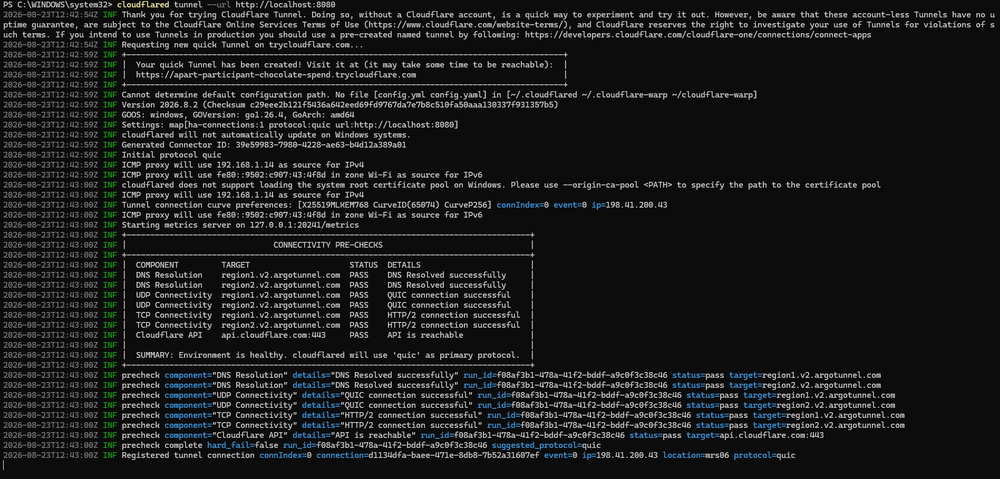 PS C:\WINDOWS\system32> cloudflared tunnel --url http://localhost:8080
2026-08-23T12:42:54Z INF Thank you for trying Cloudflare Tunnel. Doing so, without a Cloudflare account, is a quick way to experiment and try it out. However, be aware that these account-less Tunnels have no u
ptime guarantee, are subject to the Cloudflare Online Services Terms of Use (https://www.cloudflare.com/website-terms/), and Cloudflare reserves the right to investigate your use of Tunnels for violations of s
uch terms. If you intend to use Tunnels in production you should use a pre-created named tunnel by following: https://developers.cloudflare.com/cloudflare-one/connections/connect-apps
2026-08-23T12:42:54Z INF Requesting new quick Tunnel on trycloudflare.com...
2026-08-23T12:42:59Z INF +--------------------------------------------------------------------------------------------+
2026-08-23T12:42:59Z INF |  Your quick Tunnel has been created! Visit it at (it may take some time to be reachable):  |
2026-08-23T12:42:59Z INF |  https://apart-participant-chocolate-spend.trycloudflare.com                               |
2026-08-23T12:42:59Z INF +--------------------------------------------------------------------------------------------+
2026-08-23T12:42:59Z INF Cannot determine default configuration path. No file [config.yml config.yaml] in [~/.cloudflared ~/.cloudflare-warp ~/cloudflare-warp]
2026-08-23T12:42:59Z INF Version 2026.8.2 (Checksum c29eee2b121f5436a642eed69fd9767da7e7b8c510fa50aaa130337f931357b5)
2026-08-23T12:42:59Z INF GOOS: windows, GOVersion: go1.26.4, GoArch: amd64
2026-08-23T12:42:59Z INF Settings: map[ha-connections:1 protocol:quic url:http://localhost:8080]
2026-08-23T12:42:59Z INF cloudflared will not automatically update on Windows systems.
2026-08-23T12:42:59Z INF Generated Connector ID: 39e59983-7980-4228-ae63-b4d12a389a01
2026-08-23T12:42:59Z INF Initial protocol quic
2026-08-23T12:42:59Z INF ICMP proxy will use 192.168.1.14 as source for IPv4
2026-08-23T12:42:59Z INF ICMP proxy will use fe80::9502:c907:43:4f8d in zone Wi-Fi as source for IPv6
2026-08-23T12:43:00Z INF cloudflared does not support loading the system root certificate pool on Windows. Please use --origin-ca-pool <PATH> to specify the path to the certificate pool
2026-08-23T12:43:00Z INF ICMP proxy will use 192.168.1.14 as source for IPv4
2026-08-23T12:43:00Z INF Tunnel connection curve preferences: [X25519MLKEM768 CurveID(65074) CurveP256] connIndex=0 event=0 ip=198.41.200.43
2026-08-23T12:43:00Z INF ICMP proxy will use fe80::9502:c907:43:4f8d in zone Wi-Fi as source for IPv6
2026-08-23T12:43:00Z INF Starting metrics server on 127.0.0.1:20241/metrics
2026-08-23T12:43:00Z INF +-------------------------------------------------------------------------------------+
2026-08-23T12:43:00Z INF |                               CONNECTIVITY PRE-CHECKS                               |
2026-08-23T12:43:00Z INF +-------------------------------------------------------------------------------------+
2026-08-23T12:43:00Z INF |  COMPONENT         TARGET                     STATUS  DETAILS                       |
2026-08-23T12:43:00Z INF |  DNS Resolution    region1.v2.argotunnel.com  PASS    DNS Resolved successfully     |
2026-08-23T12:43:00Z INF |  DNS Resolution    region2.v2.argotunnel.com  PASS    DNS Resolved successfully     |
2026-08-23T12:43:00Z INF |  UDP Connectivity  region1.v2.argotunnel.com  PASS    QUIC connection successful    |
2026-08-23T12:43:00Z INF |  UDP Connectivity  region2.v2.argotunnel.com  PASS    QUIC connection successful    |
2026-08-23T12:43:00Z INF |  TCP Connectivity  region1.v2.argotunnel.com  PASS    HTTP/2 connection successful  |
2026-08-23T12:43:00Z INF |  TCP Connectivity  region2.v2.argotunnel.com  PASS    HTTP/2 connection successful  |
2026-08-23T12:43:00Z INF |  Cloudflare API    api.cloudflare.com:443     PASS    API is reachable              |
2026-08-23T12:43:00Z INF |                                                                                     |
2026-08-23T12:43:00Z INF |  SUMMARY: Environment is healthy. cloudflared will use 'quic' as primary protocol.  |
2026-08-23T12:43:00Z INF +-------------------------------------------------------------------------------------+
2026-08-23T12:43:00Z INF precheck component="DNS Resolution" details="DNS Resolved successfully" run_id=f08af3b1-478a-41f2-bddf-a9c0f3c38c46 status=pass target=region1.v2.argotunnel.com
2026-08-23T12:43:00Z INF precheck component="DNS Resolution" details="DNS Resolved successfully" run_id=f08af3b1-478a-41f2-bddf-a9c0f3c38c46 status=pass target=region2.v2.argotunnel.com
2026-08-23T12:43:00Z INF precheck component="UDP Connectivity" details="QUIC connection successful" run_id=f08af3b1-478a-41f2-bddf-a9c0f3c38c46 status=pass target=region1.v2.argotunnel.com
2026-08-23T12:43:00Z INF precheck component="UDP Connectivity" details="QUIC connection successful" run_id=f08af3b1-478a-41f2-bddf-a9c0f3c38c46 status=pass target=region2.v2.argotunnel.com
2026-08-23T12:43:00Z INF precheck component="TCP Connectivity" details="HTTP/2 connection successful" run_id=f08af3b1-478a-41f2-bddf-a9c0f3c38c46 status=pass target=region1.v2.argotunnel.com
2026-08-23T12:43:00Z INF precheck component="TCP Connectivity" details="HTTP/2 connection successful" run_id=f08af3b1-478a-41f2-bddf-a9c0f3c38c46 status=pass target=region2.v2.argotunnel.com
2026-08-23T12:43:00Z INF precheck component="Cloudflare API" details="API is reachable" run_id=f08af3b1-478a-41f2-bddf-a9c0f3c38c46 status=pass target=api.cloudflare.com:443
2026-08-23T12:43:00Z INF precheck complete hard_fail=false run_id=f08af3b1-478a-41f2-bddf-a9c0f3c38c46 suggested_protocol=quic
2026-08-23T12:43:00Z INF Registered tunnel connection connIndex=0 connection=d1134dfa-baee-471e-8db8-7b52a31607ef event=0 ip=198.41.200.43 location=mrs06 protocol=quic